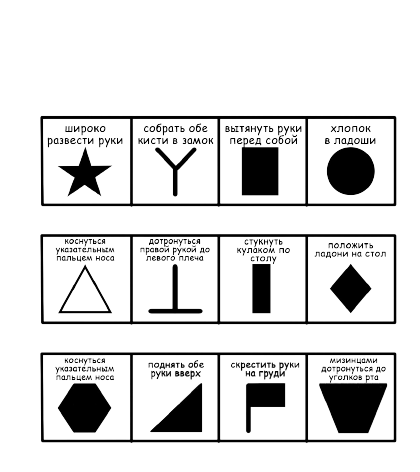 широко
развести руки
собрать обе
кисти в замок
вытянуть руки
перед собой
хлопок
в ладоши
коснуться
указательным
пальцем носа
дотронуться
правой рукой до
левого плеча
стукнуть
кулаком по
столу
положить
ладони на стол
коснуться
указательным
пальцем носа
поднять обе
руки вверх
скрестить руки
на груди
мизинцами
дотронуться до
уголков рта